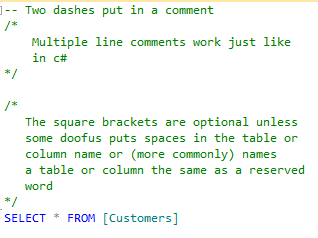 -- Two dashes put in a comment
/*
Multiple line comments work just like
in c#
*/
/*
The square brackets are optional unless
some doofus puts spaces in the table or
column name or (more commonly) names
a table or column the same as a reserved
word
*/
SELECT * FROM [Customers]